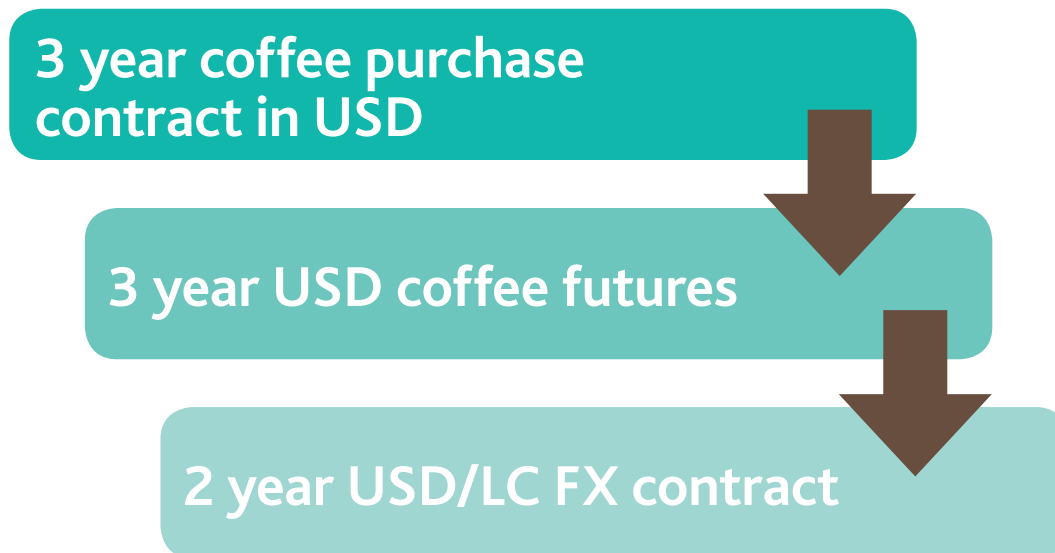 3 year coffee purchase
contract in USD
3 year USD coffee futures
2 year USD/LC FX contract